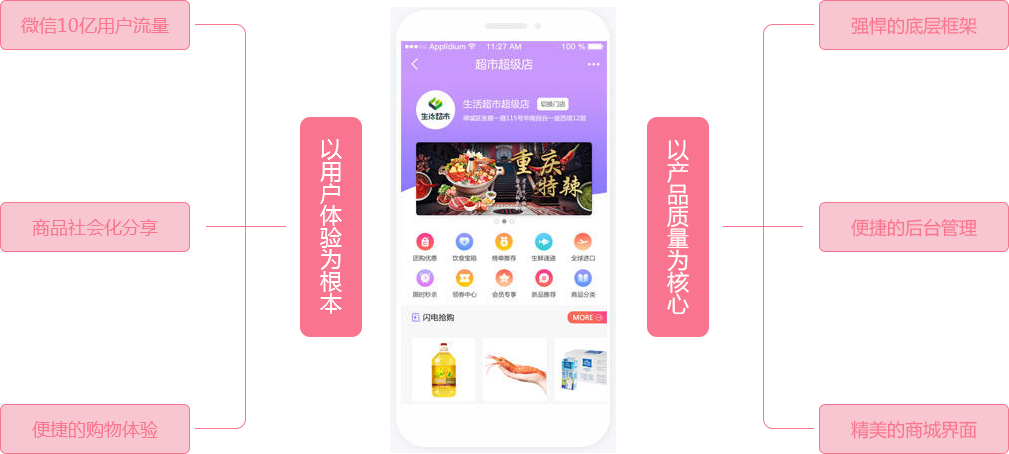 微信10亿用户流量
商品社会化分享
便捷的购物体验
以用户体验为根本
Applidium
11:27 AM
100 %
超市超级店
生活超市
生活超市超级店
切换门店
重庆
特辣
团购优惠
饮食宝箱
榜单推荐
生鲜速递
全球进口
限时秒杀
领券中心
会员专享
新品推荐
商品分类
闪电抢购
MORE
以产品质量为核心
强悍的底层框架
便捷的后台管理
精美的商城界面